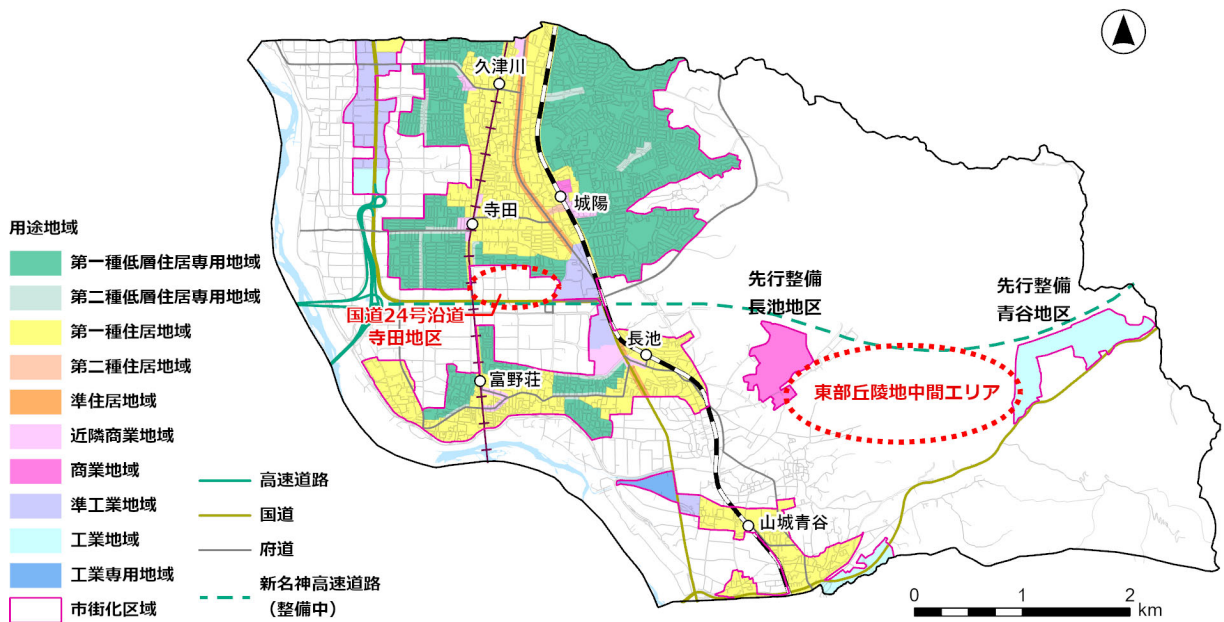 用途地域
第一種低層住居専用地域
第二種低層住居専用地域
第一種住居地域
第二種住居地域
準住居地域
近隣商業地域
商業地域
準工業地域
工業地域
工業専用地域
市街化区域
高速道路
国道
府道
新名神高速道路
（整備中）
久津川
城陽
寺田
国道24号沿道
寺田地区
長池
富野荘
山城青谷
先行整備
長池地区
先行整備
青谷地区
東部丘陵地中間エリア
0 1 2
km